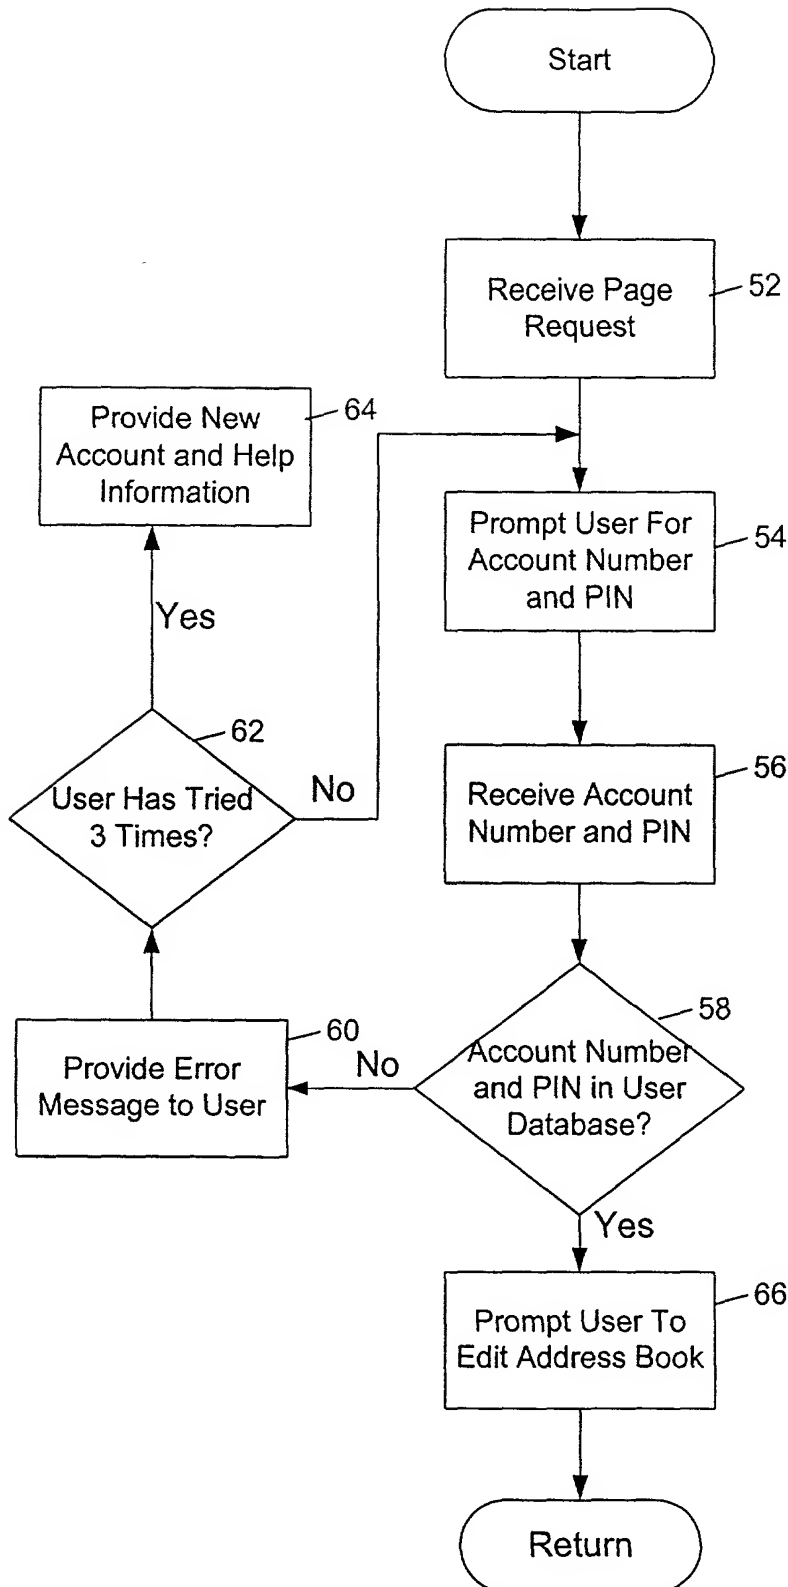 Start
Receive Page
Request
52
Provide New
Account and Help
Information
64
Prompt User For
Account Number
and PIN
54
Yes
62
User Has Tried
3 Times?
No
Receive Account
Number and PIN
56
58
Account Number
and PIN in User
Database?
No
60
Provide Error
Message to User
Yes
66
Prompt User To
Edit Address Book
Return